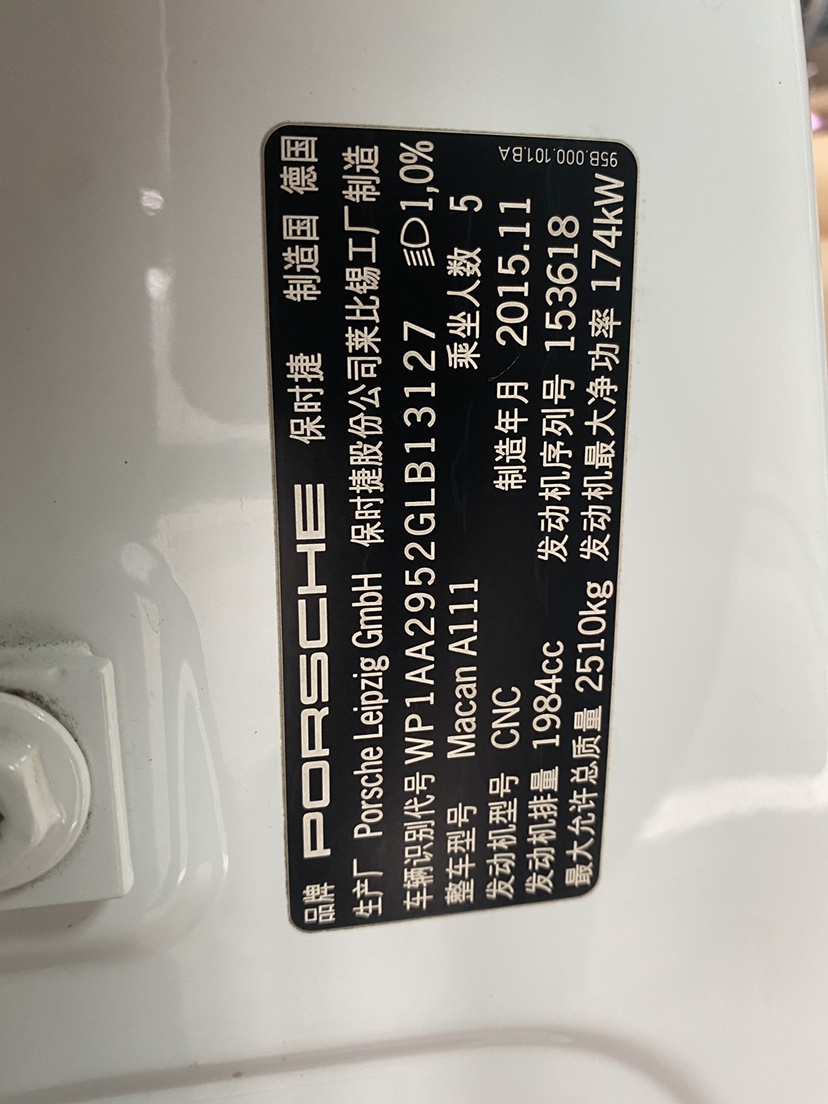 品牌 PORSCHE 保时捷 制造国 德国
生产厂 Porsche Leipzig GmbH 保时捷股份公司莱比锡工厂制造
车辆识别代号 WP1AA2952GLB13127 1,0%
整车型号 Macan A111 乘坐人数 5
发动机型号 CNC 制造年月 2015.11
发动机排量 1984cc 发动机序列号 153618
最大允许总质量 2510kg 发动机最大净功率 174kW
95B.000.101.BA